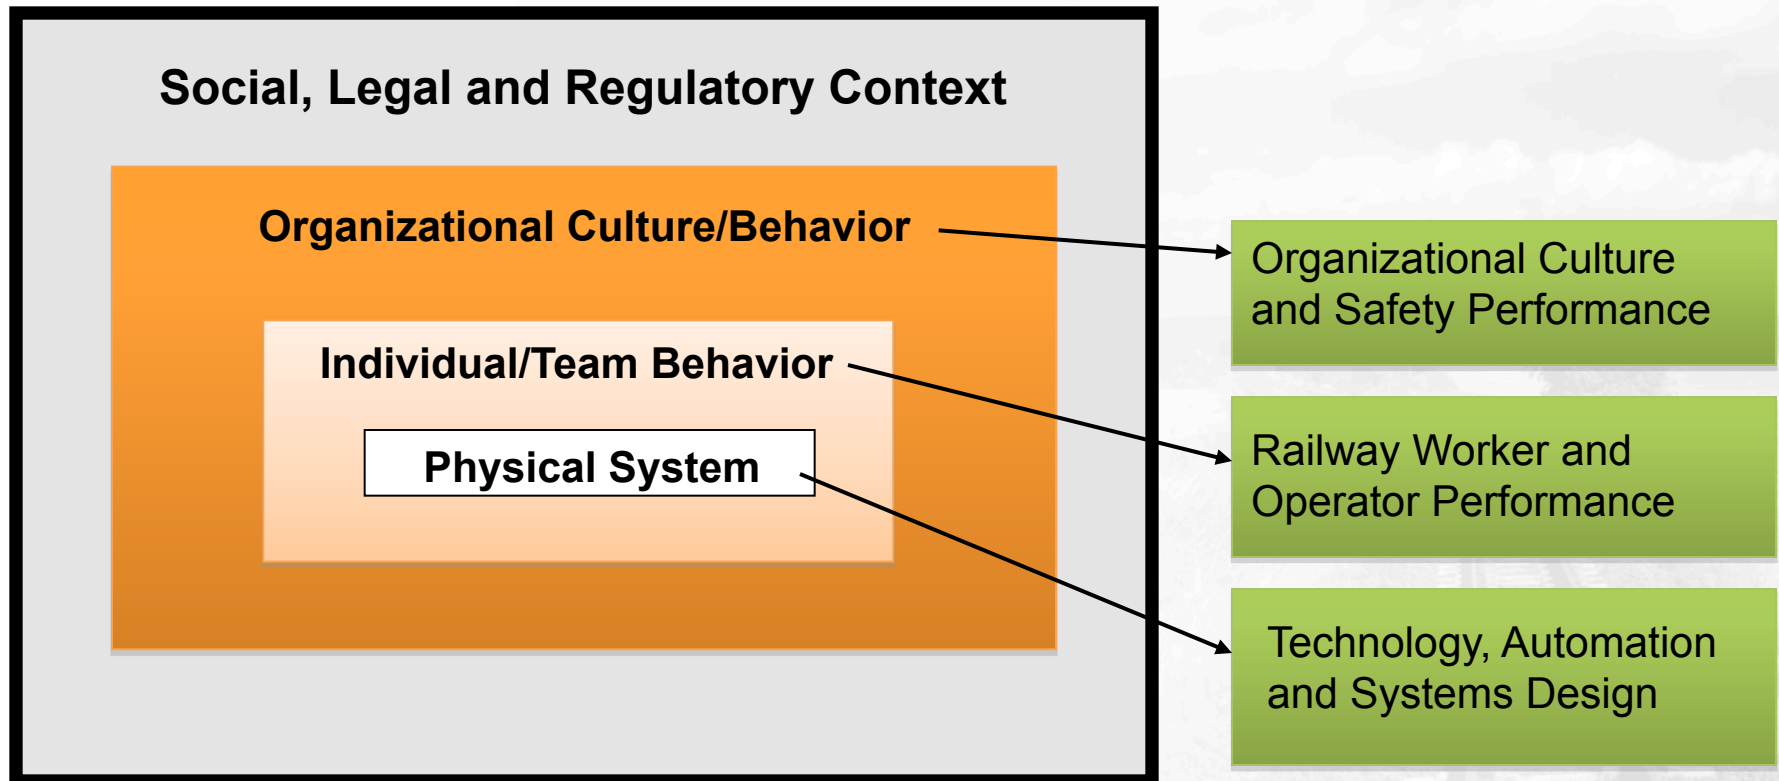 Social, Legal and Regulatory Context
Organizational Culture/Behavior
Individual/Team Behavior
Physical System
Organizational Culture
and Safety Performance
Railway Worker and
Operator Performance
Technology, Automation
and Systems Design